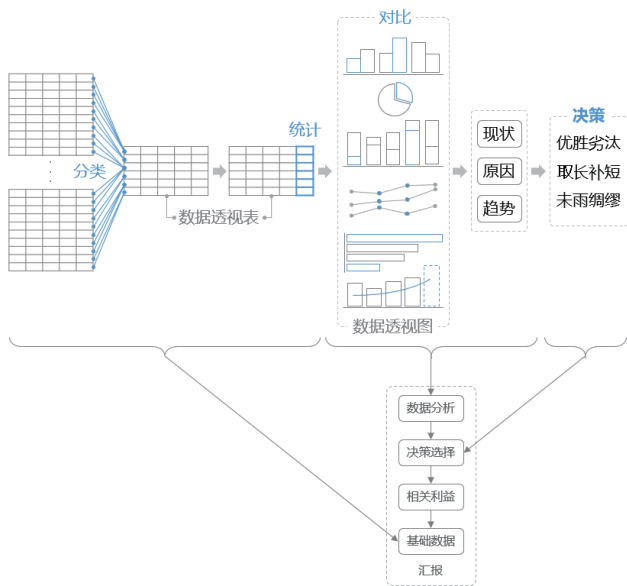 对比
统计
分类
数据透视表
数据透视图
现状
原因
趋势
决策
优胜劣汰
取长补短
未雨绸缪
数据分析
决策选择
相关利益
基础数据
汇报